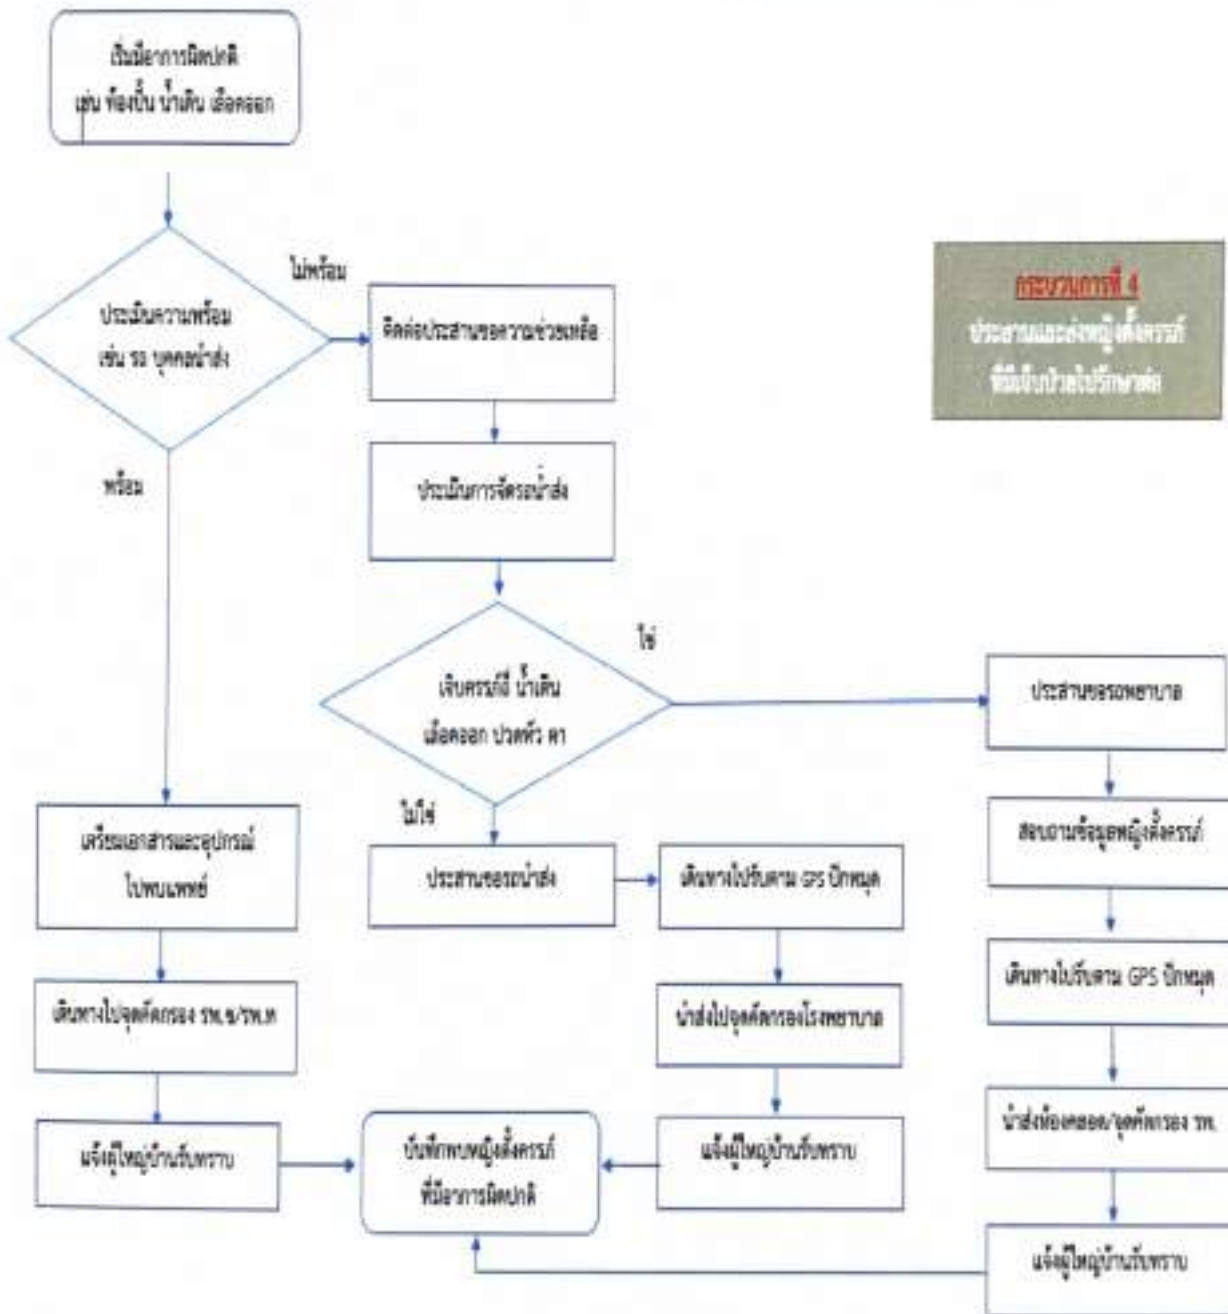 เริ่มมีอาการผิดปกติ
เช่น ท้องปั้น น้ำเดิน เลือดออก
ประเมินความพร้อม
เช่น รถ บุคคลนำส่ง
ไม่พร้อม
พร้อม
ติดต่อประสานขอความช่วยเหลือ
กระบวนการที่ 4
ประสานและส่งหญิงตั้งครรภ์
ที่มีเจ็บป่วยไปรักษาต่อ
ประเมินการจัดรถนำส่ง
เจ็บครรภ์ถี่ น้ำเดิน
เลือดออก ปวดหัว ตา
ใช่
ไม่ใช่
ประสานขอรถพยาบาล
สอบถามข้อมูลหญิงตั้งครรภ์
เดินทางไปรับตาม GPS ปักหมุด
นำส่งห้องคลอด/จุดคัดกรอง รพ.
แจ้งผู้ใหญ่บ้านรับทราบ
ประสานขอรถนำส่ง
เดินทางไปรับตาม GPS ปักหมุด
นำส่งไปจุดคัดกรองโรงพยาบาล
แจ้งผู้ใหญ่บ้านรับทราบ
เตรียมเอกสารและอุปกรณ์
ไปพบแพทย์
เดินทางไปจุดคัดกรอง รพ.ช/รพ.ท
แจ้งผู้ใหญ่บ้านรับทราบ
บันทึกพบหญิงตั้งครรภ์
ที่มีอาการผิดปกติ